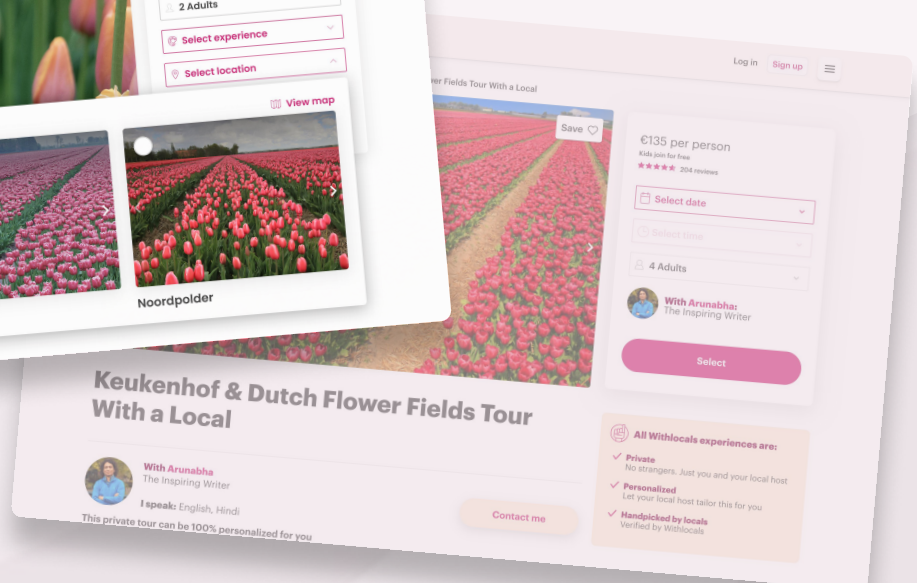 2 Adults
Select experience
Select location
View map
Noordpolder
Log in
Sign up
er Fields Tour With a Local
Save
€135 per person
Kids join for free
204 reviews
Select date
Select time
4 Adults
With Arunabha:
The Inspiring Writer
Select
Keukenhof & Dutch Flower Fields Tour
With a Local
With Arunabha
The Inspiring Writer
I speak: English, Hindi
This private tour can be 100% personalized for you
Contact me
All Withlocals experiences are:
Private
No strangers. Just you and your local host
Personalized
Let your local host tailor this for you
Handpicked by locals
Verified by Withlocals